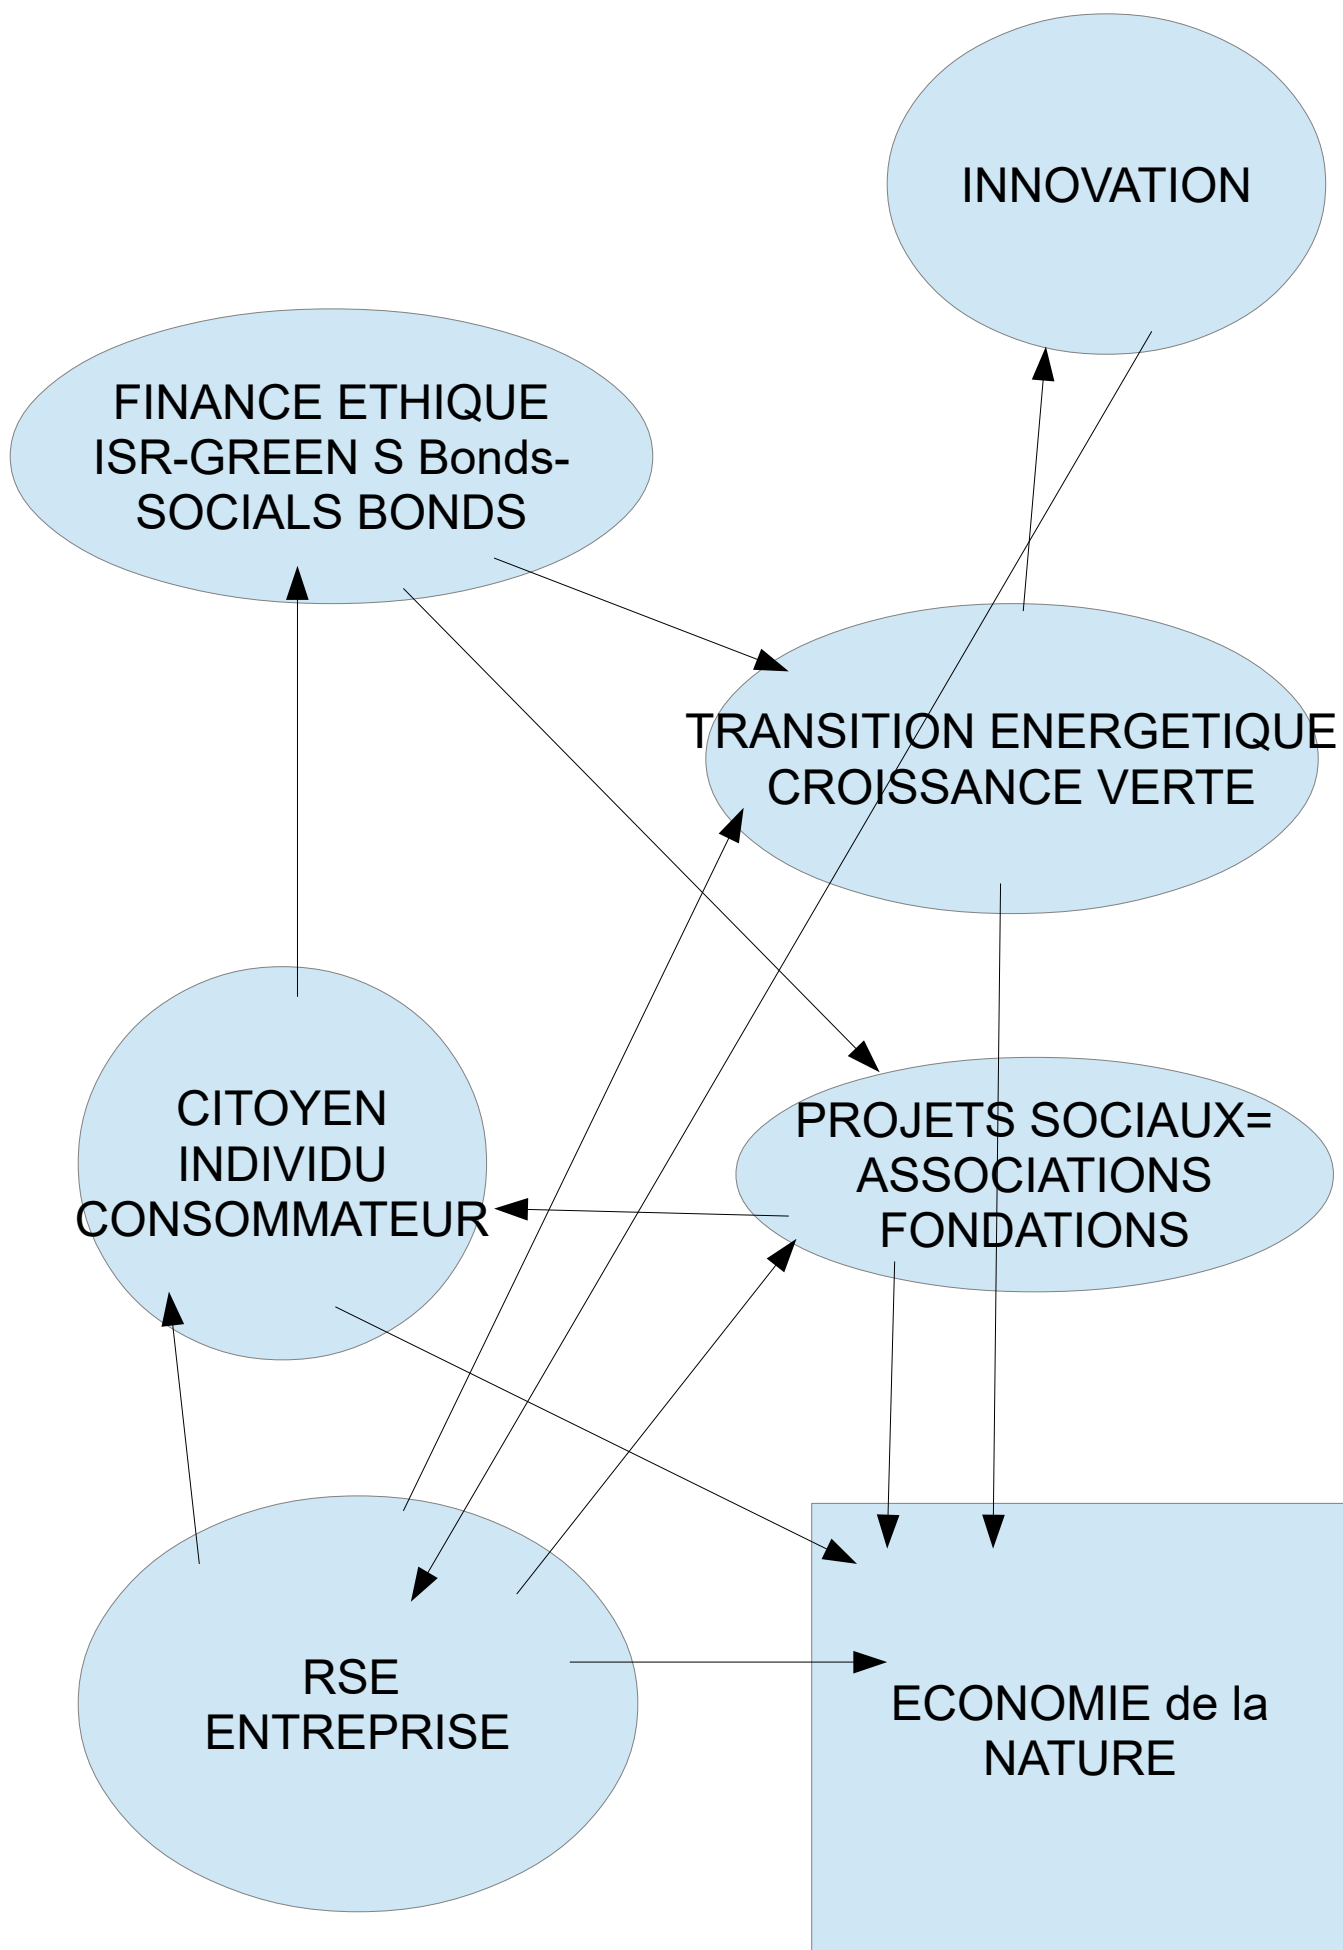 INNOVATION
FINANCE ETHIQUE
ISR-GREEN S Bonds-
SOCIALS BONDS
TRANSITION ENERGETIQUE
CROISSANCE VERTE
CITOYEN
INDIVIDU
CONSOMMATEUR
PROJETS SOCIAUX=
ASSOCIATIONS
FONDATIONS
RSE
ENTREPRISE
ECONOMIE de la
NATURE